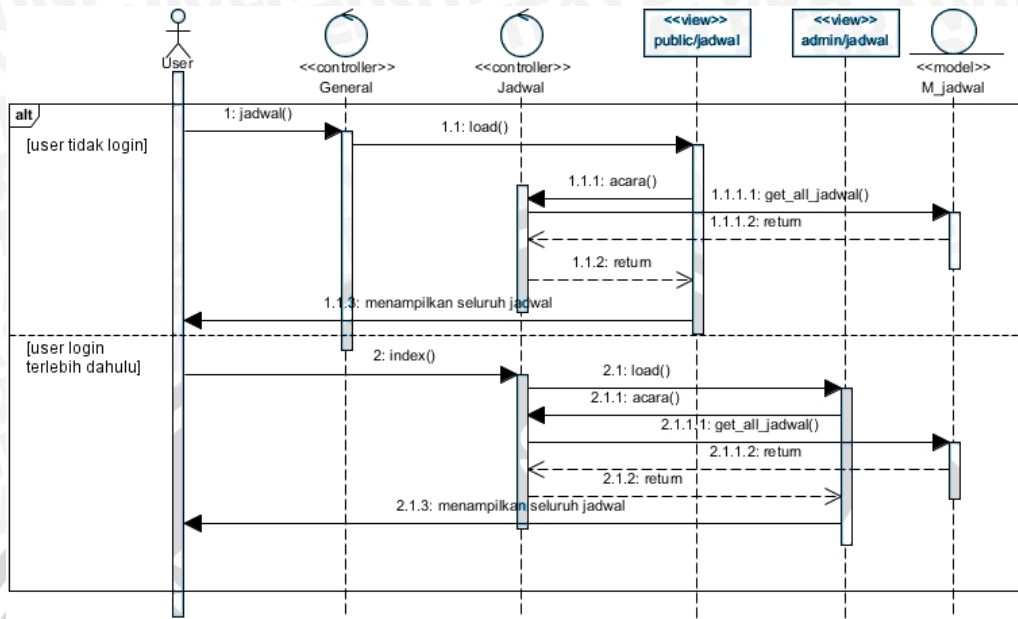 User
<<controller>>
General
<<controller>>
Jadwal
<<view>>
public/jadwal
<<view>>
admin/jadwal
<<model>>
M_jadwal
alt
[user tidak login]
1: jadwal()
1.1: load()
1.1.1: acara()
1.1.1.1: get_all_jadwal()
1.1.1.2: return
1.1.2: return
1.1.3: menampilkan seluruh jadwal
[user login
terlebih dahulu]
2: index()
2.1: load()
2.1.1: acara()
2.1.1.1: get_all_jadwal()
2.1.1.2: return
2.1.2: return
2.1.3: menampilkan seluruh jadwal